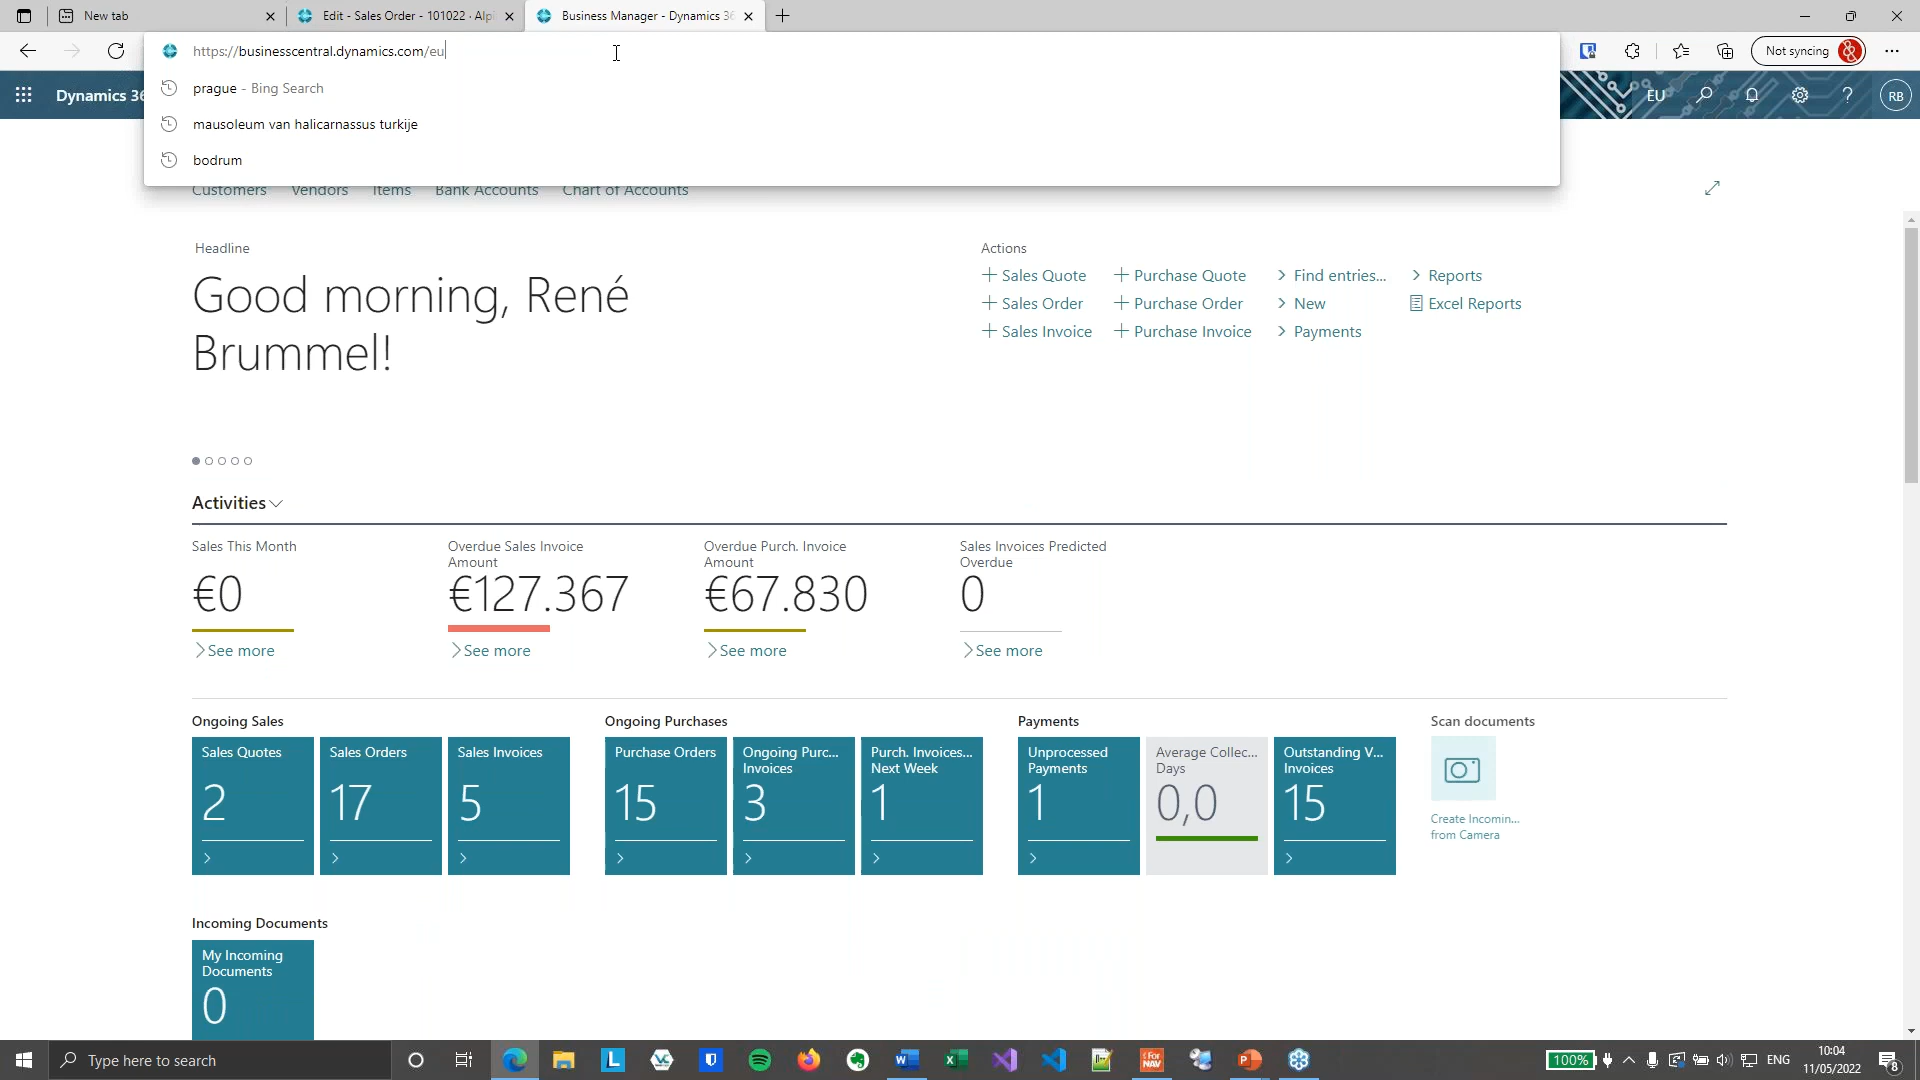 New tab
Edit - Sales Order - 101022 · Alpi
Business Manager - Dynamics 36
https://businesscentral.dynamics.com/eu
Not syncing
prague - Bing Search
mausoleum van halicarnassus turkije
bodrum
Dynamics 36
EU
RB
Customers Vendors Items Bank Accounts Chart of Accounts
Headline
Good morning, René
Brummel!
Actions
Sales Quote Purchase Quote Find entries... Reports
Sales Order Purchase Order New Excel Reports
Sales Invoice Purchase Invoice Payments
Activities
Sales This Month
€0
See more
Overdue Sales Invoice
Amount
€127.367
See more
Overdue Purch. Invoice
Amount
€67.830
See more
Sales Invoices Predicted
Overdue
0
See more
Ongoing Sales
Sales Quotes
2
Sales Orders
17
Sales Invoices
5
Ongoing Purchases
Purchase Orders
15
Ongoing Purc...
Invoices
3
Purch. Invoices...
Next Week
1
Payments
Unprocessed
Payments
1
Average Collec...
Days
0,0
Outstanding V...
Invoices
15
Scan documents
Create Incomin...
from Camera
Incoming Documents
My Incoming
Documents
0
Type here to search
100%
ENG
10:04
11/05/2022
8